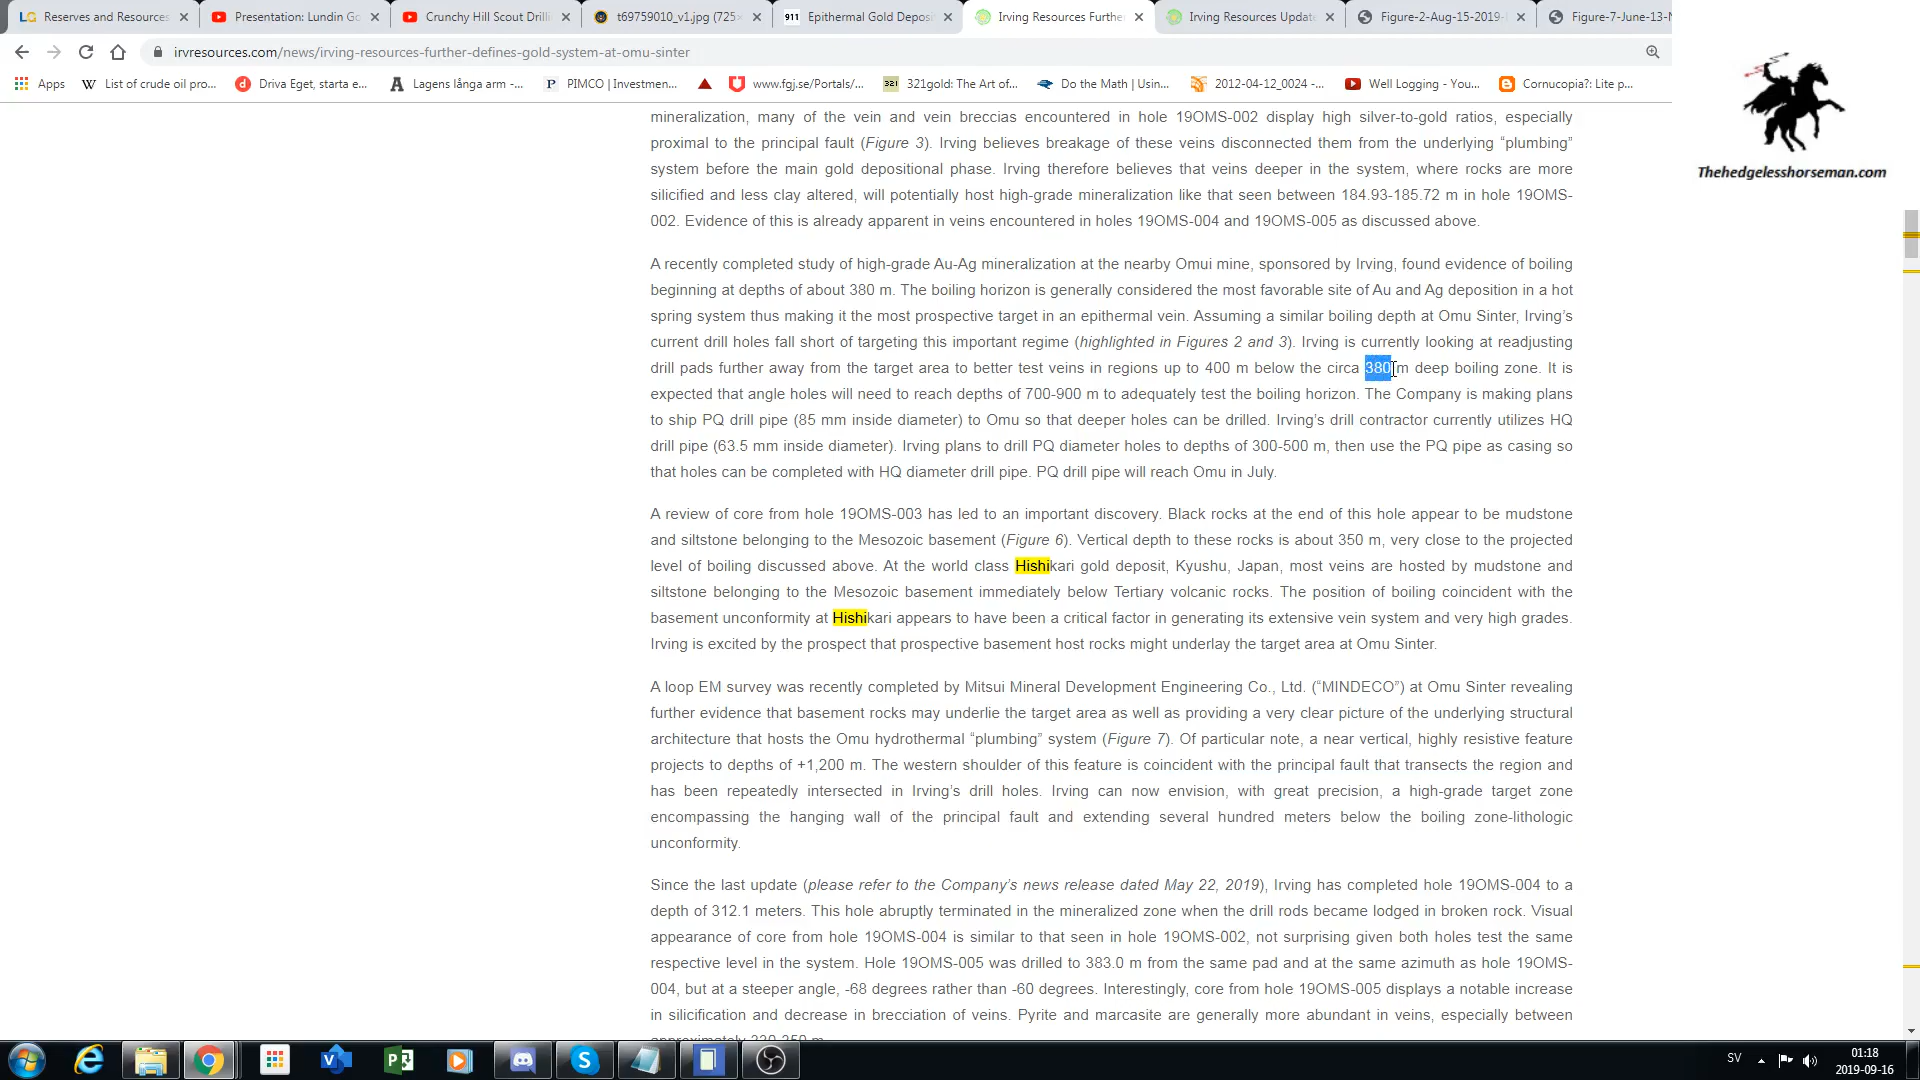 Reserves and Resources
Presentation: Lundin Go
Crunchy Hill Scout Drilli
t69759010_v1.jpg (725×
911 Epithermal Gold Deposi
Irving Resources Further
Irving Resources Update
Figure-2-Aug-15-2019-
Figure-7-June-13-N
irvresources.com/news/irving-resources-further-defines-gold-system-at-omu-sinter
Apps
W List of crude oil pro...
Driva Eget, starta e...
Lagens långa arm -...
P PIMCO | Investmen...
www.fgj.se/Portals/...
321 321gold: The Art of...
Do the Math | Usin...
2012-04-12_0024 -...
Well Logging - You...
Cornucopia?: Lite p...
Thehedgelesshorseman.com
mineralization, many of the vein and vein breccias encountered in hole 19OMS-002 display high silver-to-gold ratios, especially
proximal to the principal fault (Figure 3). Irving believes breakage of these veins disconnected them from the underlying “plumbing”
system before the main gold depositional phase. Irving therefore believes that veins deeper in the system, where rocks are more
silicified and less clay altered, will potentially host high-grade mineralization like that seen between 184.93-185.72 m in hole 19OMS-
002. Evidence of this is already apparent in veins encountered in holes 19OMS-004 and 19OMS-005 as discussed above.
A recently completed study of high-grade Au-Ag mineralization at the nearby Omui mine, sponsored by Irving, found evidence of boiling
beginning at depths of about 380 m. The boiling horizon is generally considered the most favorable site of Au and Ag deposition in a hot
spring system thus making it the most prospective target in an epithermal vein. Assuming a similar boiling depth at Omu Sinter, Irving’s
current drill holes fall short of targeting this important regime (highlighted in Figures 2 and 3). Irving is currently looking at readjusting
drill pads further away from the target area to better test veins in regions up to 400 m below the circa 380 m deep boiling zone. It is
expected that angle holes will need to reach depths of 700-900 m to adequately test the boiling horizon. The Company is making plans
to ship PQ drill pipe (85 mm inside diameter) to Omu so that deeper holes can be drilled. Irving’s drill contractor currently utilizes HQ
drill pipe (63.5 mm inside diameter). Irving plans to drill PQ diameter holes to depths of 300-500 m, then use the PQ pipe as casing so
that holes can be completed with HQ diameter drill pipe. PQ drill pipe will reach Omu in July.
A review of core from hole 19OMS-003 has led to an important discovery. Black rocks at the end of this hole appear to be mudstone
and siltstone belonging to the Mesozoic basement (Figure 6). Vertical depth to these rocks is about 350 m, very close to the projected
level of boiling discussed above. At the world class Hishikari gold deposit, Kyushu, Japan, most veins are hosted by mudstone and
siltstone belonging to the Mesozoic basement immediately below Tertiary volcanic rocks. The position of boiling coincident with the
basement unconformity at Hishikari appears to have been a critical factor in generating its extensive vein system and very high grades.
Irving is excited by the prospect that prospective basement host rocks might underlay the target area at Omu Sinter.
A loop EM survey was recently completed by Mitsui Mineral Development Engineering Co., Ltd. (“MINDECO”) at Omu Sinter revealing
further evidence that basement rocks may underlie the target area as well as providing a very clear picture of the underlying structural
architecture that hosts the Omu hydrothermal “plumbing” system (Figure 7). Of particular note, a near vertical, highly resistive feature
projects to depths of +1,200 m. The western shoulder of this feature is coincident with the principal fault that transects the region and
has been repeatedly intersected in Irving’s drill holes. Irving can now envision, with great precision, a high-grade target zone
encompassing the hanging wall of the principal fault and extending several hundred meters below the boiling zone-lithologic
unconformity.
Since the last update (please refer to the Company’s news release dated May 22, 2019), Irving has completed hole 19OMS-004 to a
depth of 312.1 meters. This hole abruptly terminated in the mineralized zone when the drill rods became lodged in broken rock. Visual
appearance of core from hole 19OMS-004 is similar to that seen in hole 19OMS-002, not surprising given both holes test the same
respective level in the system. Hole 19OMS-005 was drilled to 383.0 m from the same pad and at the same azimuth as hole 19OMS-
004, but at a steeper angle, -68 degrees rather than -60 degrees. Interestingly, core from hole 19OMS-005 displays a notable increase
in silicification and decrease in brecciation of veins. Pyrite and marcasite are generally more abundant in veins, especially between
SV
01:18
2019-09-16